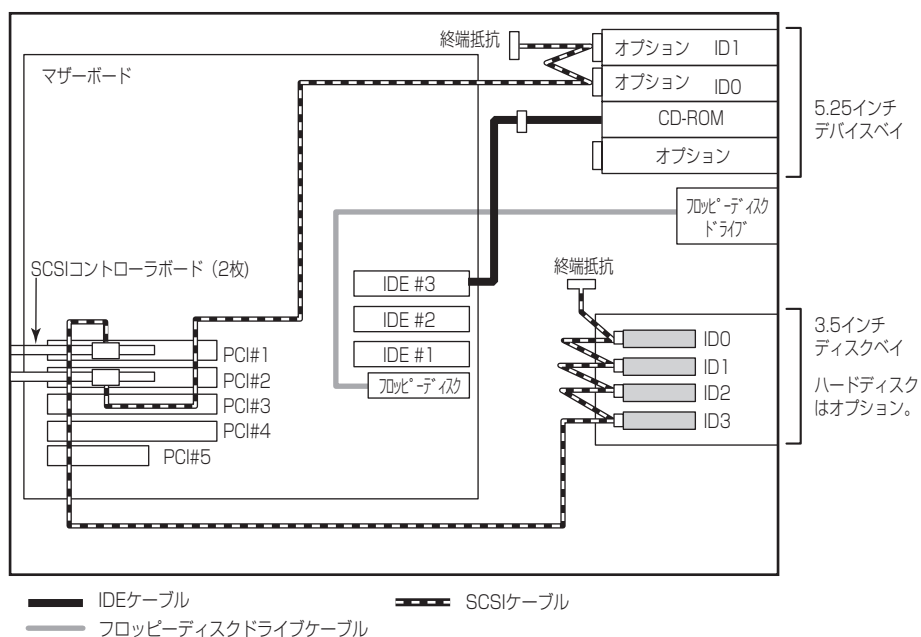 終端抵抗
オプション ID1
オプション ID0
CD-ROM
オプション
5.25インチ
デバイスベイ
マザーボード
フロッピーディスク
ドライブ
SCSIコントローラボード (2枚)
終端抵抗
IDE #3
IDE #2
IDE #1
フロッピーディスク
PCI#1
PCI#2
PCI#3
PCI#4
PCI#5
ID0
ID1
ID2
ID3
3.5インチ
ディスクベイ
ハードディスク
はオプション。
IDEケーブル
SCSIケーブル
フロッピーディスクドライブケーブル